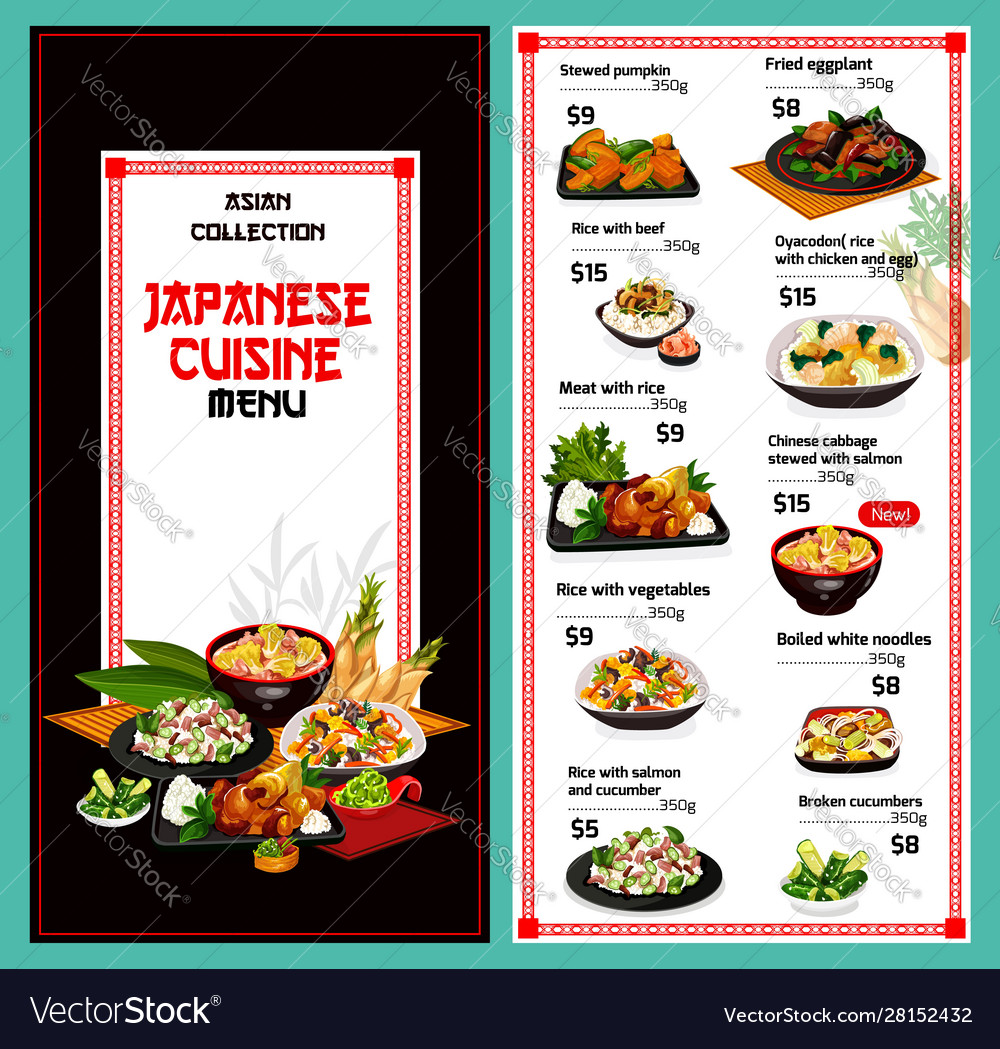 ASIAN
COLLECTION
JAPANESE
CUISINE
MENU
Stewed pumpkin
.......................350g
$9
Rice with beef
.......................350g
$15
Meat with rice
.......................350g
$9
Rice with vegetables
.......................350g
$9
Rice with salmon
and cucumber
.......................350g
$5
Fried eggplant
.......................350g
$8
Oyacodon( rice
with chicken and egg)
.......................350g
$15
Chinese cabbage
stewed with salmon
............350g
$15
New!
Boiled white noodles
.......................350g
$8
Broken cucumbers
.......................350g
$8
VectorStock®
VectorStock.com/28152432